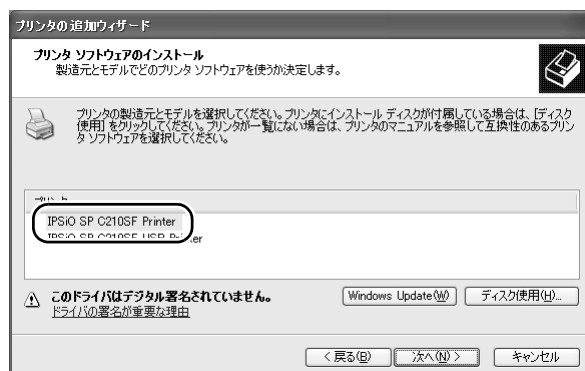 プリンタの追加ウィザード
プリンタ ソフトウェアのインストール
製造元とモデルでどのプリンタ ソフトウェアを使うか決定します。
プリンタの製造元とモデルを選択してください。プリンタにインストール ディスクが付属している場合は、[ディスク
使用] をクリックしてください。プリンタが一覧にない場合は、プリンタのマニュアルを参照して互換性のあるプリン
タ ソフトウェアを選択してください。
IPSiO SP C210SF Printer
IPSiO SP C210SF USB Printer
このドライバはデジタル署名されていません。
ドライバの署名が重要な理由
Windows Update(W)
ディスク使用(H)...
< 戻る(B)
次へ(N) >
キャンセル